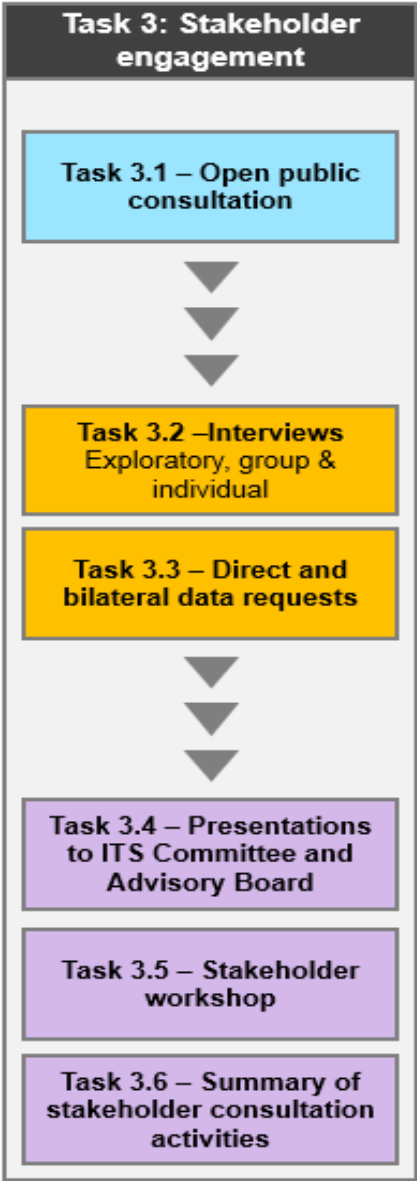 Task 3: Stakeholder
engagement
Task 3.1 – Open public
consultation
Task 3.2 –Interviews
Exploratory, group &
individual
Task 3.3 – Direct and
bilateral data requests
Task 3.4 – Presentations
to ITS Committee and
Advisory Board
Task 3.5 – Stakeholder
workshop
Task 3.6 – Summary of
stakeholder consultation
activities